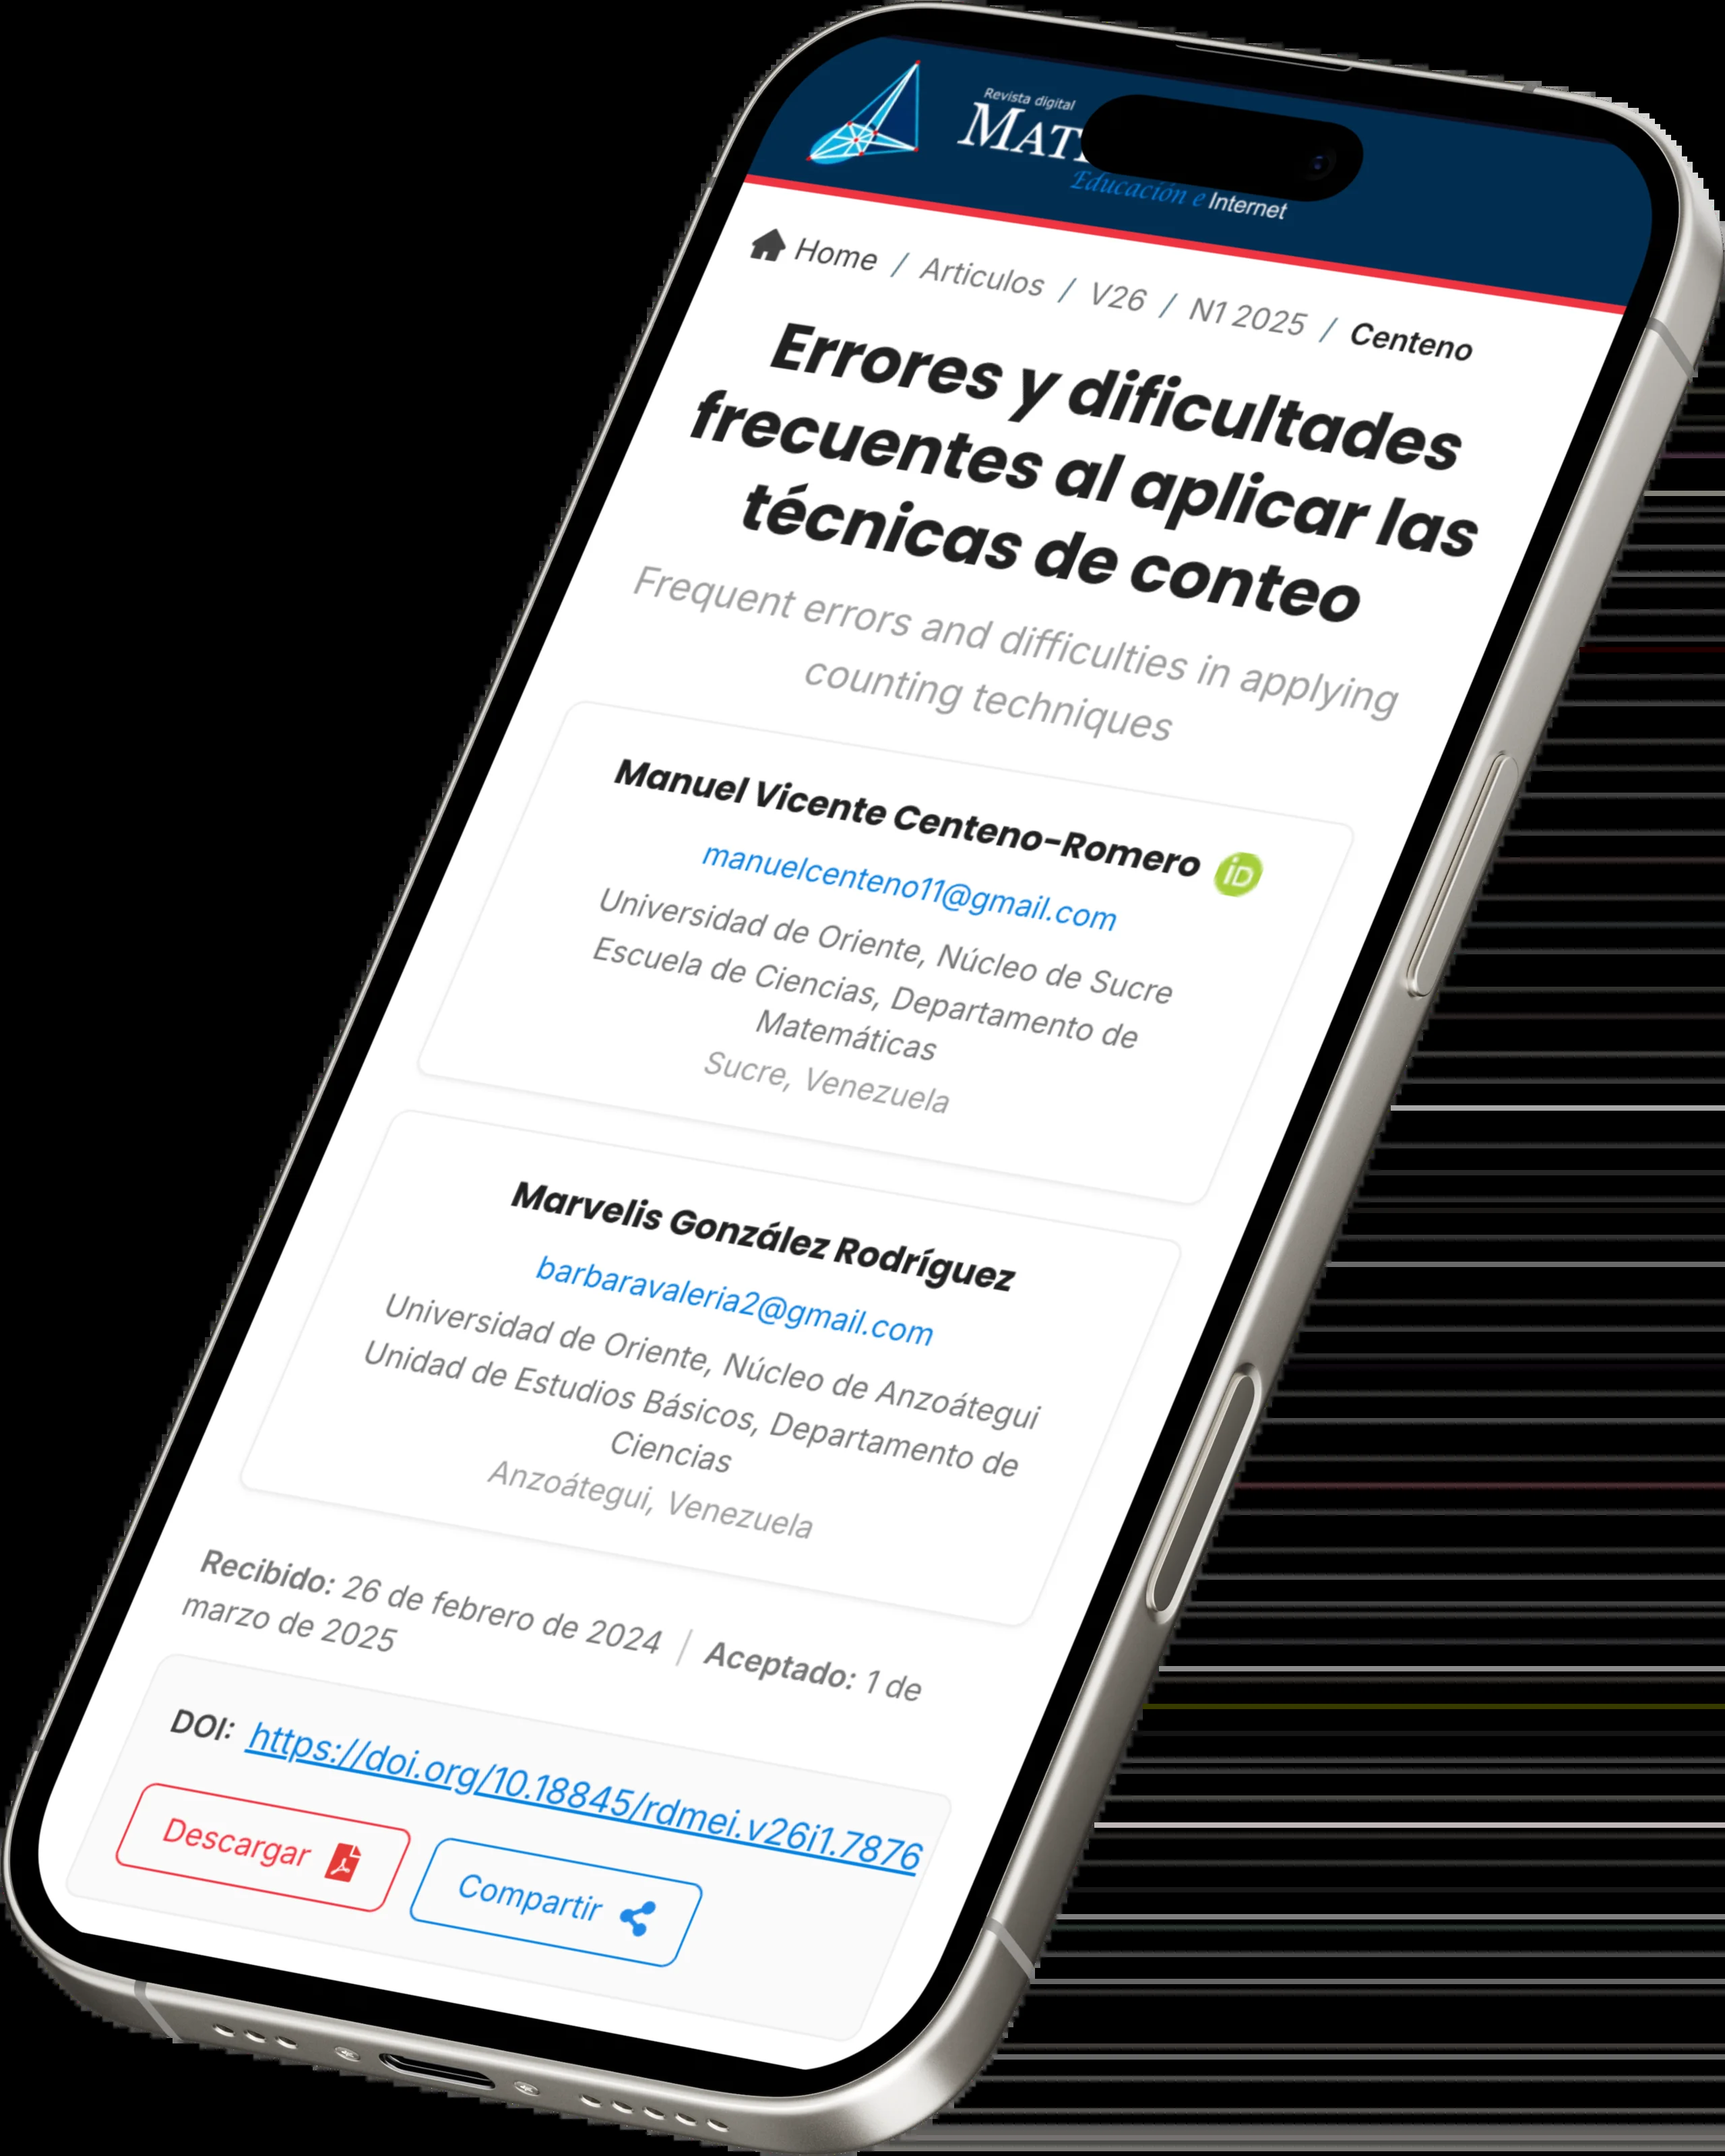 Revista digital
Educación e Internet
Home / Articulos / V26 / N1 2025 / Centeno
Errores y dificultades
frecuentes al aplicar las
técnicas de conteo
Frequent errors and difficulties in applying
counting techniques
Manuel Vicente Centeno-Romero iD
manuelcenteno11@gmail.com
Universidad de Oriente, Núcleo de Sucre
Escuela de Ciencias, Departamento de
Matemáticas
Sucre, Venezuela
Marvelis González Rodríguez
barbaravaleria2@gmail.com
Universidad de Oriente, Núcleo de Anzoátegui
Unidad de Estudios Básicos, Departamento de
Ciencias
Anzoátegui, Venezuela
Recibido: 26 de febrero de 2024 | Aceptado: 1 de
marzo de 2025
DOI: https://doi.org/10.18845/rdmei.v26i1.7876
Descargar
Compartir